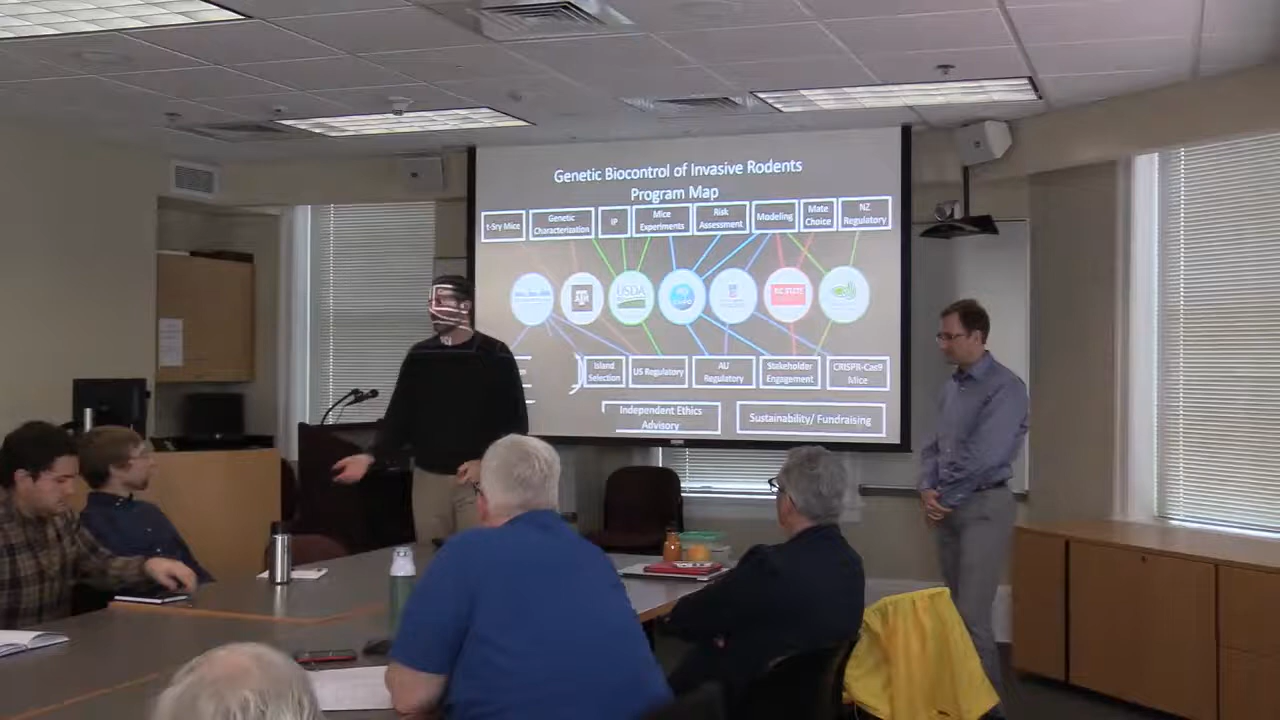 Genetic Biocontrol of Invasive Rodents
Program Map
t-Sry Mice
Genetic
Characterization
IP
Mice
Experiments
Risk
Assessment
Modeling
Mate
Choice
NZ
Regulatory
USDA
NC STATE
Island
Selection
US Regulatory
AU
Regulatory
Stakeholder
Engagement
CRISPR-Cas9
Mice
Independent Ethics
Advisory
Sustainability/ Fundraising